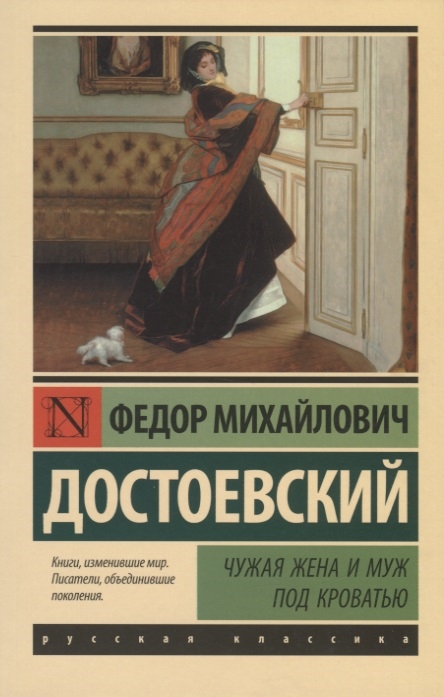 N
ФЕДОР МИХАЙЛОВИЧ
ДОСТОЕВСКИЙ
Книги, изменившие мир.
Писатели, объединившие
поколения.
ЧУЖАЯ ЖЕНА И МУЖ
ПОД КРОВАТЬЮ
русская классика